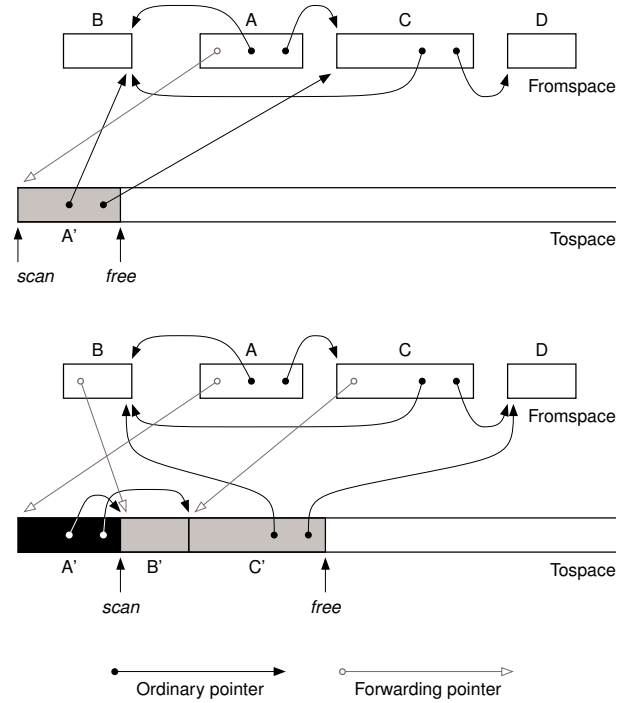 B A C D
Fromspace
A' Tospace
scan free
B A C D
Fromspace
A' B' C' Tospace
scan free
Ordinary pointer Forwarding pointer